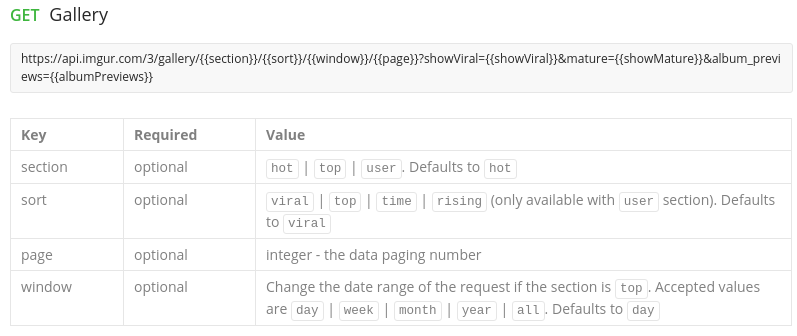 GET Gallery
https://api.imgur.com/3/gallery/{{section}}/{{sort}}/{{window}}/{{page}}?showViral={{showViral}}&mature={{showMature}}&album_previ
ews={{albumPreviews}}
Key Required Value
section optional hot | top | user. Defaults to hot
sort optional viral | top | time | rising (only available with user section). Defaults
to viral
page optional integer - the data paging number
window optional Change the date range of the request if the section is top. Accepted values
are day | week | month | year | all. Defaults to day